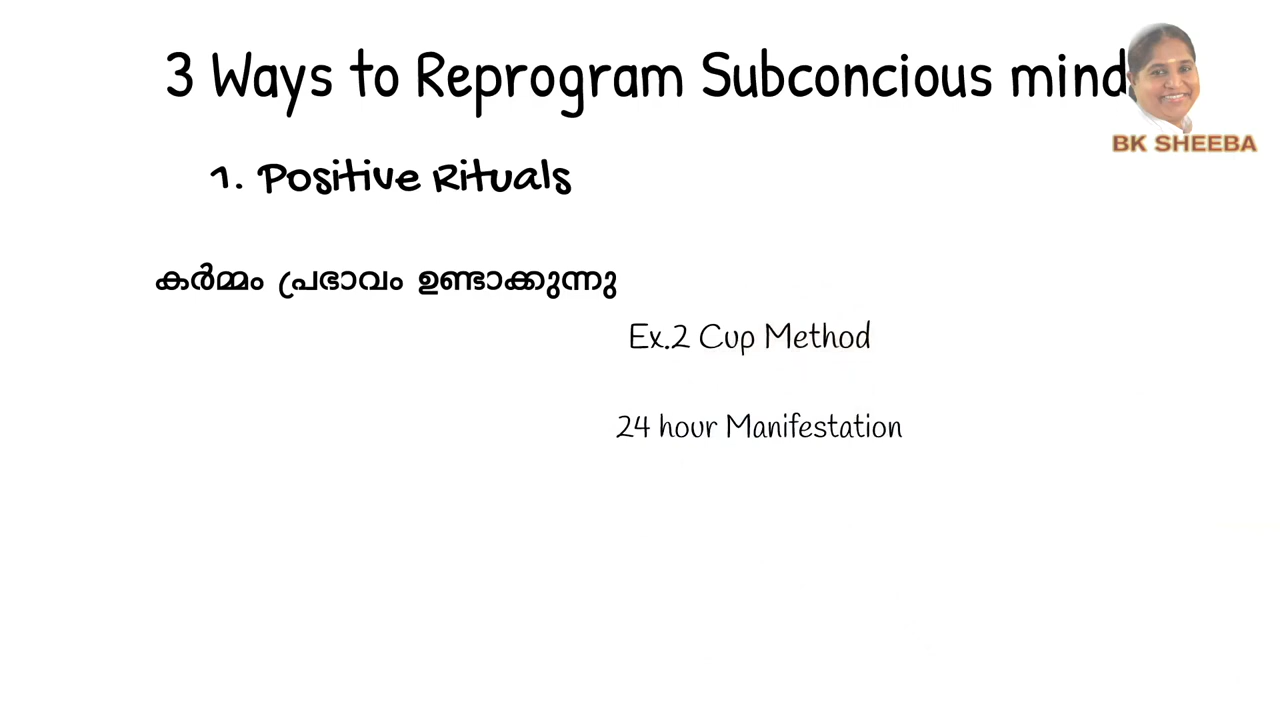 3 Ways to Reprogram Subconcious mind
BK SHEEBA
1. Positive Rituals
കർമ്മം പ്രഭാവം ഉണ്ടാക്കുന്നു
Ex.2 Cup Method
24 hour Manifestation